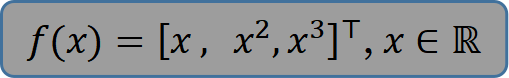 f(x) = [x , x², x³]ᵀ, x ∈ ℝ